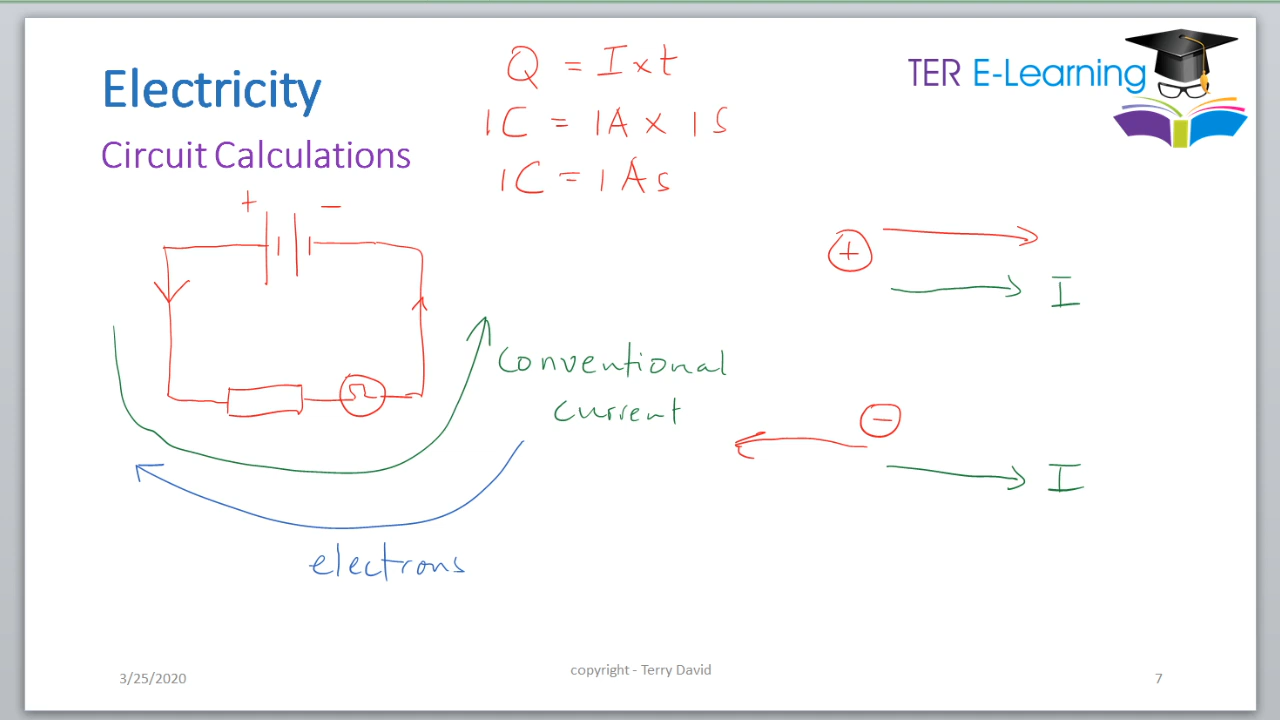 Electricity
Circuit Calculations
Q = I x t
1C = 1A x 1S
1C = 1As
TER E-Learning
+ −
Ω
conventional
current
electrons
+
I
−
I
3/25/2020
copyright - Terry David
7